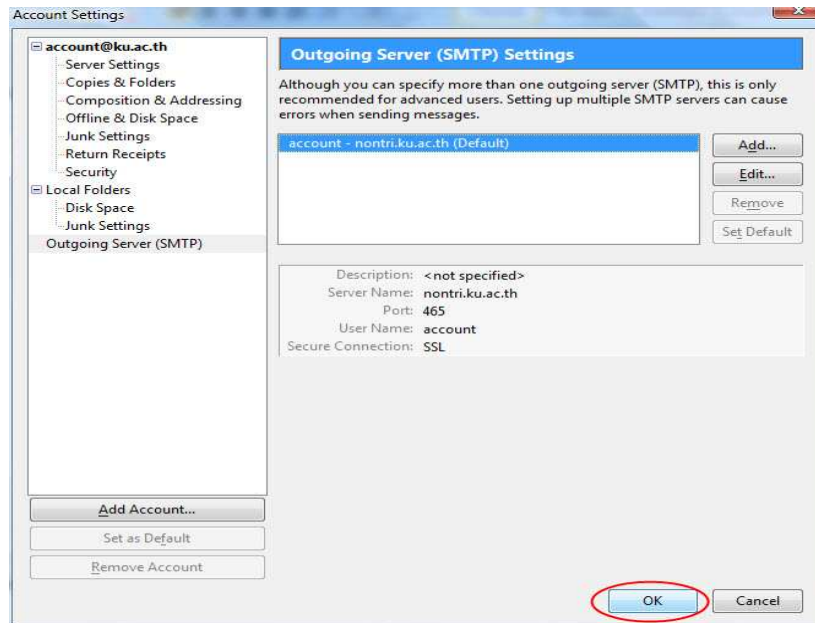 Account Settings
account@ku.ac.th
Server Settings
Copies & Folders
Composition & Addressing
Offline & Disk Space
Junk Settings
Return Receipts
Security
Local Folders
Disk Space
Junk Settings
Outgoing Server (SMTP)
Add Account...
Set as Default
Remove Account
Outgoing Server (SMTP) Settings
Although you can specify more than one outgoing server (SMTP), this is only
recommended for advanced users. Setting up multiple SMTP servers can cause
errors when sending messages.
account - nontri.ku.ac.th (Default)
Add...
Edit...
Remove
Set Default
Description: <not specified>
Server Name: nontri.ku.ac.th
Port: 465
User Name: account
Secure Connection: SSL
OK
Cancel